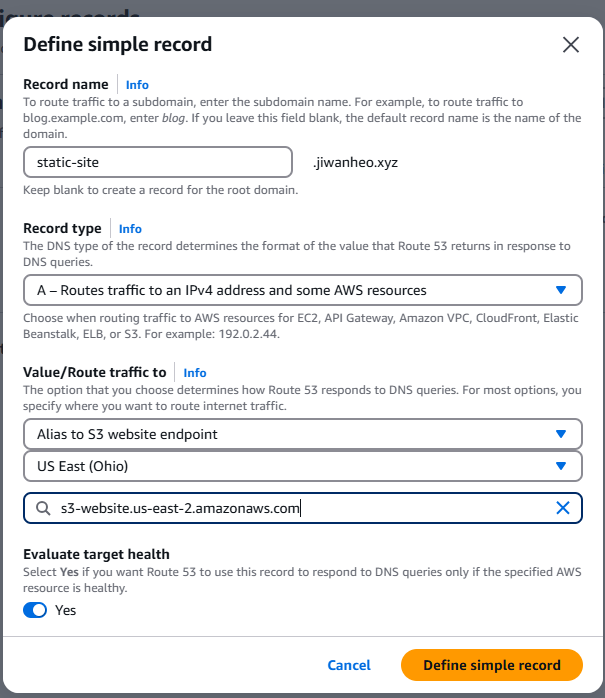 Define simple record
Record name
Info
To route traffic to a subdomain, enter the subdomain name. For example, to route traffic to
blog.example.com, enter blog. If you leave this field blank, the default record name is the name of the
domain.
static-site
.jiwanheo.xyz
Keep blank to create a record for the root domain.
Record type
Info
The DNS type of the record determines the format of the value that Route 53 returns in response to
DNS queries.
A – Routes traffic to an IPv4 address and some AWS resources
Choose when routing traffic to AWS resources for EC2, API Gateway, Amazon VPC, CloudFront, Elastic
Beanstalk, ELB, or S3. For example: 192.0.2.44.
Value/Route traffic to
Info
The option that you choose determines how Route 53 responds to DNS queries. For most options, you
specify where you want to route internet traffic.
Alias to S3 website endpoint
US East (Ohio)
s3-website.us-east-2.amazonaws.com
Evaluate target health
Select Yes if you want Route 53 to use this record to respond to DNS queries only if the specified AWS
resource is healthy.
Yes
Cancel
Define simple record